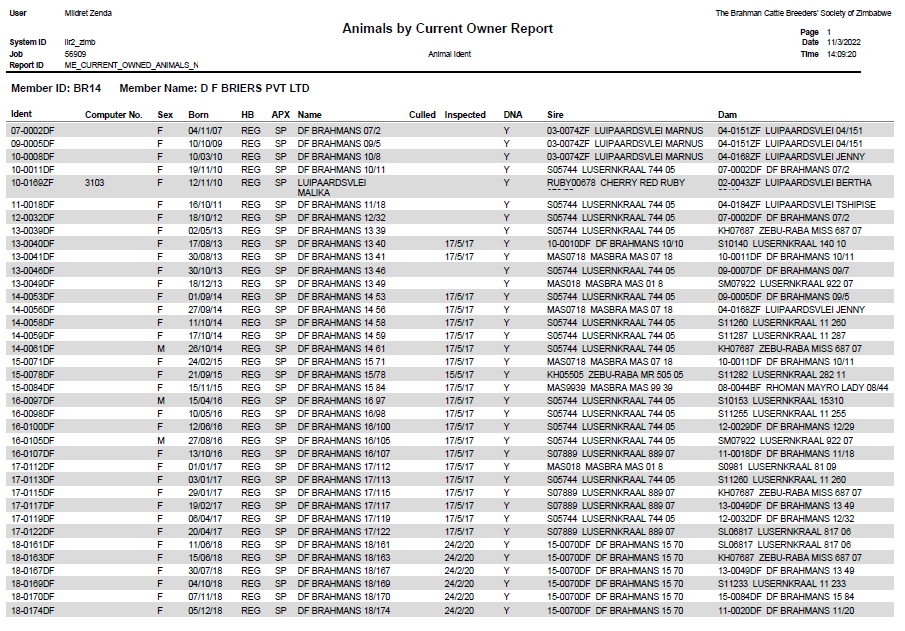 User Mildret Zenda The Brahman Cattle Breeders' Society of Zimbabwe
Animals by Current Owner Report
Page 1
System ID ilr2_zimb Date 11/3/2022
Job 56909 Animal Ident Time 14:09:20
Report ID ME_CURRENT_OWNED_ANIMALS_N
Member ID: BR14 Member Name: D F BRIERS PVT LTD
Ident Computer No. Sex Born HB APX Name Culled Inspected DNA Sire Dam
07-0002DF F 04/11/07 REG SP DF BRAHMANS 07/2 Y 03-0074ZF LUIPAARDSVLEI MARNUS 04-0151ZF LUIPAARDSVLEI 04/151
09-0005DF F 10/10/09 REG SP DF BRAHMANS 09/5 Y 03-0074ZF LUIPAARDSVLEI MARNUS 04-0151ZF LUIPAARDSVLEI 04/151
10-0008DF F 10/03/10 REG SP DF BRAHMANS 10/8 Y 03-0074ZF LUIPAARDSVLEI MARNUS 04-0168ZF LUIPAARDSVLEI JENNY
10-0011DF F 19/11/10 REG SP DF BRAHMANS 10/11 Y S05744 LUSERNKRAAL 744 05 07-0002DF DF BRAHMANS 07/2
10-0169ZF 3103 F 12/11/10 REG SP LUIPAARDSVLEI Y RUBY00678 CHERRY RED RUBY 02-0043ZF LUIPAARDSVLEI BERTHA
MALIKA
11-0018DF F 16/10/11 REG SP DF BRAHMANS 11/18 Y S05744 LUSERNKRAAL 744 05 04-0184ZF LUIPAARDSVLEI TSHIPISE
12-0032DF F 18/10/12 REG SP DF BRAHMANS 12/32 Y S05744 LUSERNKRAAL 744 05 07-0002DF DF BRAHMANS 07/2
13-0039DF F 02/05/13 REG SP DF BRAHMANS 13 39 Y S05744 LUSERNKRAAL 744 05 KH07687 ZEBU-RABA MISS 687 07
13-0040DF F 17/08/13 REG SP DF BRAHMANS 13 40 17/5/17 Y 10-0010DF DF BRAHMANS 10/10 S10140 LUSERNKRAAL 140 10
13-0041DF F 30/08/13 REG SP DF BRAHMANS 13 41 17/5/17 Y MAS0718 MASBRA MAS 07 18 10-0011DF DF BRAHMANS 10/11
13-0046DF F 30/10/13 REG SP DF BRAHMANS 13 46 Y S05744 LUSERNKRAAL 744 05 09-0007DF DF BRAHMANS 09/7
13-0049DF F 18/12/13 REG SP DF BRAHMANS 13 49 Y MAS018 MASBRA MAS 01 8 SM07922 LUSERNKRAAL 922 07
14-0053DF F 01/09/14 REG SP DF BRAHMANS 14 53 17/5/17 Y S05744 LUSERNKRAAL 744 05 09-0005DF DF BRAHMANS 09/5
14-0056DF F 27/09/14 REG SP DF BRAHMANS 14 56 17/5/17 Y MAS0718 MASBRA MAS 07 18 04-0168ZF LUIPAARDSVLEI JENNY
14-0058DF F 11/10/14 REG SP DF BRAHMANS 14 58 17/5/17 Y S05744 LUSERNKRAAL 744 05 S11260 LUSERNKRAAL 11 260
14-0059DF F 17/10/14 REG SP DF BRAHMANS 14 59 17/5/17 Y S05744 LUSERNKRAAL 744 05 S11287 LUSERNKRAAL 11 287
14-0061DF M 26/10/14 REG SP DF BRAHMANS 14 61 17/5/17 Y S05744 LUSERNKRAAL 744 05 KH07687 ZEBU-RABA MISS 687 07
15-0071DF F 24/02/15 REG SP DF BRAHMANS 15 71 17/5/17 Y MAS0718 MASBRA MAS 07 18 10-0011DF DF BRAHMANS 10/11
15-0078DF F 21/09/15 REG SP DF BRAHMANS 15/78 15/5/17 Y KH05505 ZEBU-RABA MR 505 05 S11282 LUSERNKRAAL 282 11
15-0084DF F 15/11/15 REG SP DF BRAHMANS 15 84 17/5/17 Y MAS9939 MASBRA MAS 99 39 08-0044BF RHOMAN MAYRO LADY 08/44
16-0097DF M 15/04/16 REG SP DF BRAHMANS 16 97 17/5/17 Y S05744 LUSERNKRAAL 744 05 S10153 LUSERNKRAAL 15310
16-0098DF F 10/05/16 REG SP DF BRAHMANS 16/98 17/5/17 Y S05744 LUSERNKRAAL 744 05 S11255 LUSERNKRAAL 11 255
16-0100DF F 12/06/16 REG SP DF BRAHMANS 16/100 17/5/17 Y S05744 LUSERNKRAAL 744 05 12-0029DF DF BRAHMANS 12/29
16-0105DF M 27/08/16 REG SP DF BRAHMANS 16/105 17/5/17 Y S05744 LUSERNKRAAL 744 05 SM07922 LUSERNKRAAL 922 07
16-0107DF F 13/10/16 REG SP DF BRAHMANS 16/107 17/5/17 Y S07889 LUSERNKRAAL 889 07 11-0018DF DF BRAHMANS 11/18
17-0112DF F 01/01/17 REG SP DF BRAHMANS 17/112 17/5/17 Y MAS018 MASBRA MAS 01 8 S0981 LUSERNKRAAL 81 09
17-0113DF F 03/01/17 REG SP DF BRAHMANS 17/113 17/5/17 Y S05744 LUSERNKRAAL 744 05 S11260 LUSERNKRAAL 11 260
17-0115DF F 29/01/17 REG SP DF BRAHMANS 17/115 17/5/17 Y S07889 LUSERNKRAAL 889 07 KH07687 ZEBU-RABA MISS 687 07
17-0117DF F 19/02/17 REG SP DF BRAHMANS 17/117 17/5/17 Y S07889 LUSERNKRAAL 889 07 13-0049DF DF BRAHMANS 13 49
17-0119DF F 06/04/17 REG SP DF BRAHMANS 17/119 17/5/17 Y S05744 LUSERNKRAAL 744 05 12-0032DF DF BRAHMANS 12/32
17-0122DF F 20/04/17 REG SP DF BRAHMANS 17/122 17/5/17 Y S07889 LUSERNKRAAL 889 07 SL06817 LUSERNKRAAL 817 06
18-0161DF F 11/06/18 REG SP DF BRAHMANS 18/161 24/2/20 Y 15-0070DF DF BRAHMANS 15 70 SL06817 LUSERNKRAAL 817 06
18-0163DF F 15/06/18 REG SP DF BRAHMANS 18/163 24/2/20 Y 15-0070DF DF BRAHMANS 15 70 KH07687 ZEBU-RABA MISS 687 07
18-0167DF F 30/07/18 REG SP DF BRAHMANS 18/167 24/2/20 Y 15-0070DF DF BRAHMANS 15 70 13-0049DF DF BRAHMANS 13 49
18-0169DF F 04/10/18 REG SP DF BRAHMANS 18/169 24/2/20 Y 15-0070DF DF BRAHMANS 15 70 S11233 LUSERNKRAAL 11 233
18-0170DF F 07/11/18 REG SP DF BRAHMANS 18/170 24/2/20 Y 15-0070DF DF BRAHMANS 15 70 15-0084DF DF BRAHMANS 15 84
18-0174DF F 05/12/18 REG SP DF BRAHMANS 18/174 24/2/20 Y 15-0070DF DF BRAHMANS 15 70 11-0020DF DF BRAHMANS 11/20